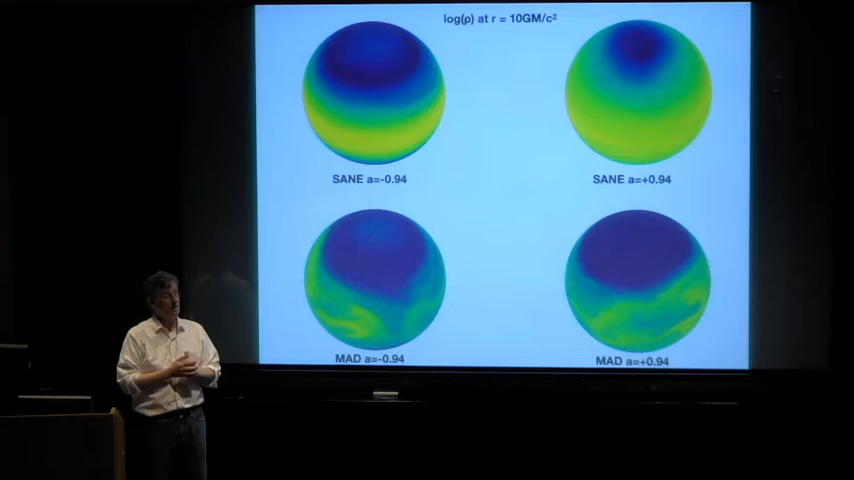 log(ρ) at r = 10GM/c²
SANE a=-0.94
SANE a=+0.94
MAD a=-0.94
MAD a=+0.94